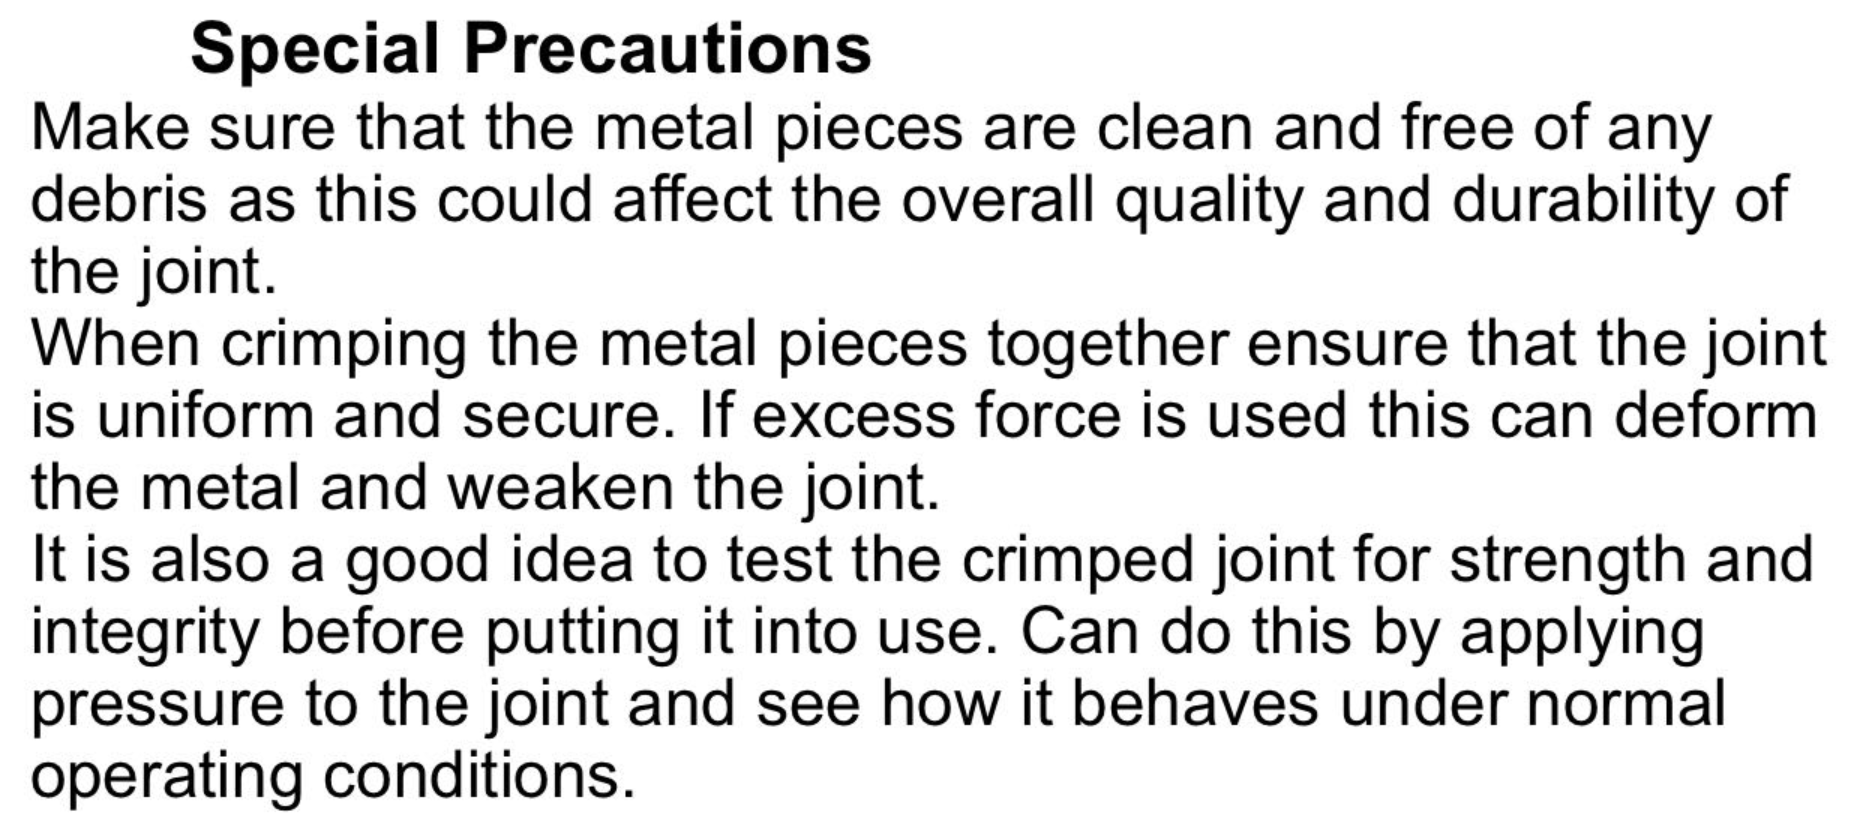 Special Precautions
Make sure that the metal pieces are clean and free of any
debris as this could affect the overall quality and durability of
the joint.
When crimping the metal pieces together ensure that the joint
is uniform and secure. If excess force is used this can deform
the metal and weaken the joint.
It is also a good idea to test the crimped joint for strength and
integrity before putting it into use. Can do this by applying
pressure to the joint and see how it behaves under normal
operating conditions.